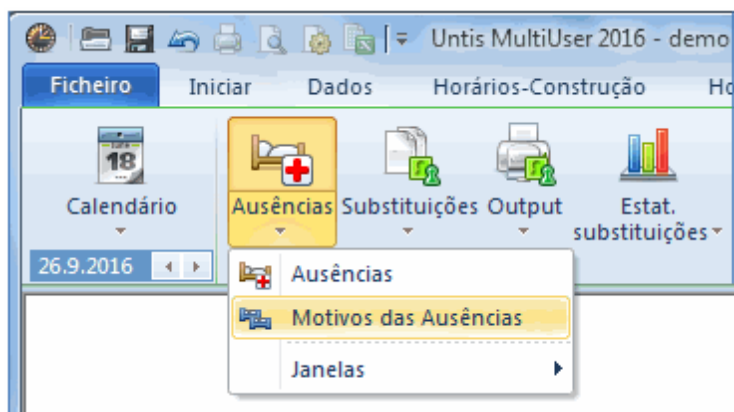 Untis MultiUser 2016 - demo
Ficheiro Iniciar Dados Horários-Construção Ho
18
Calendário Ausências Substituições Output Estat.
substituições
26.9.2016
Ausências
Motivos das Ausências
Janelas